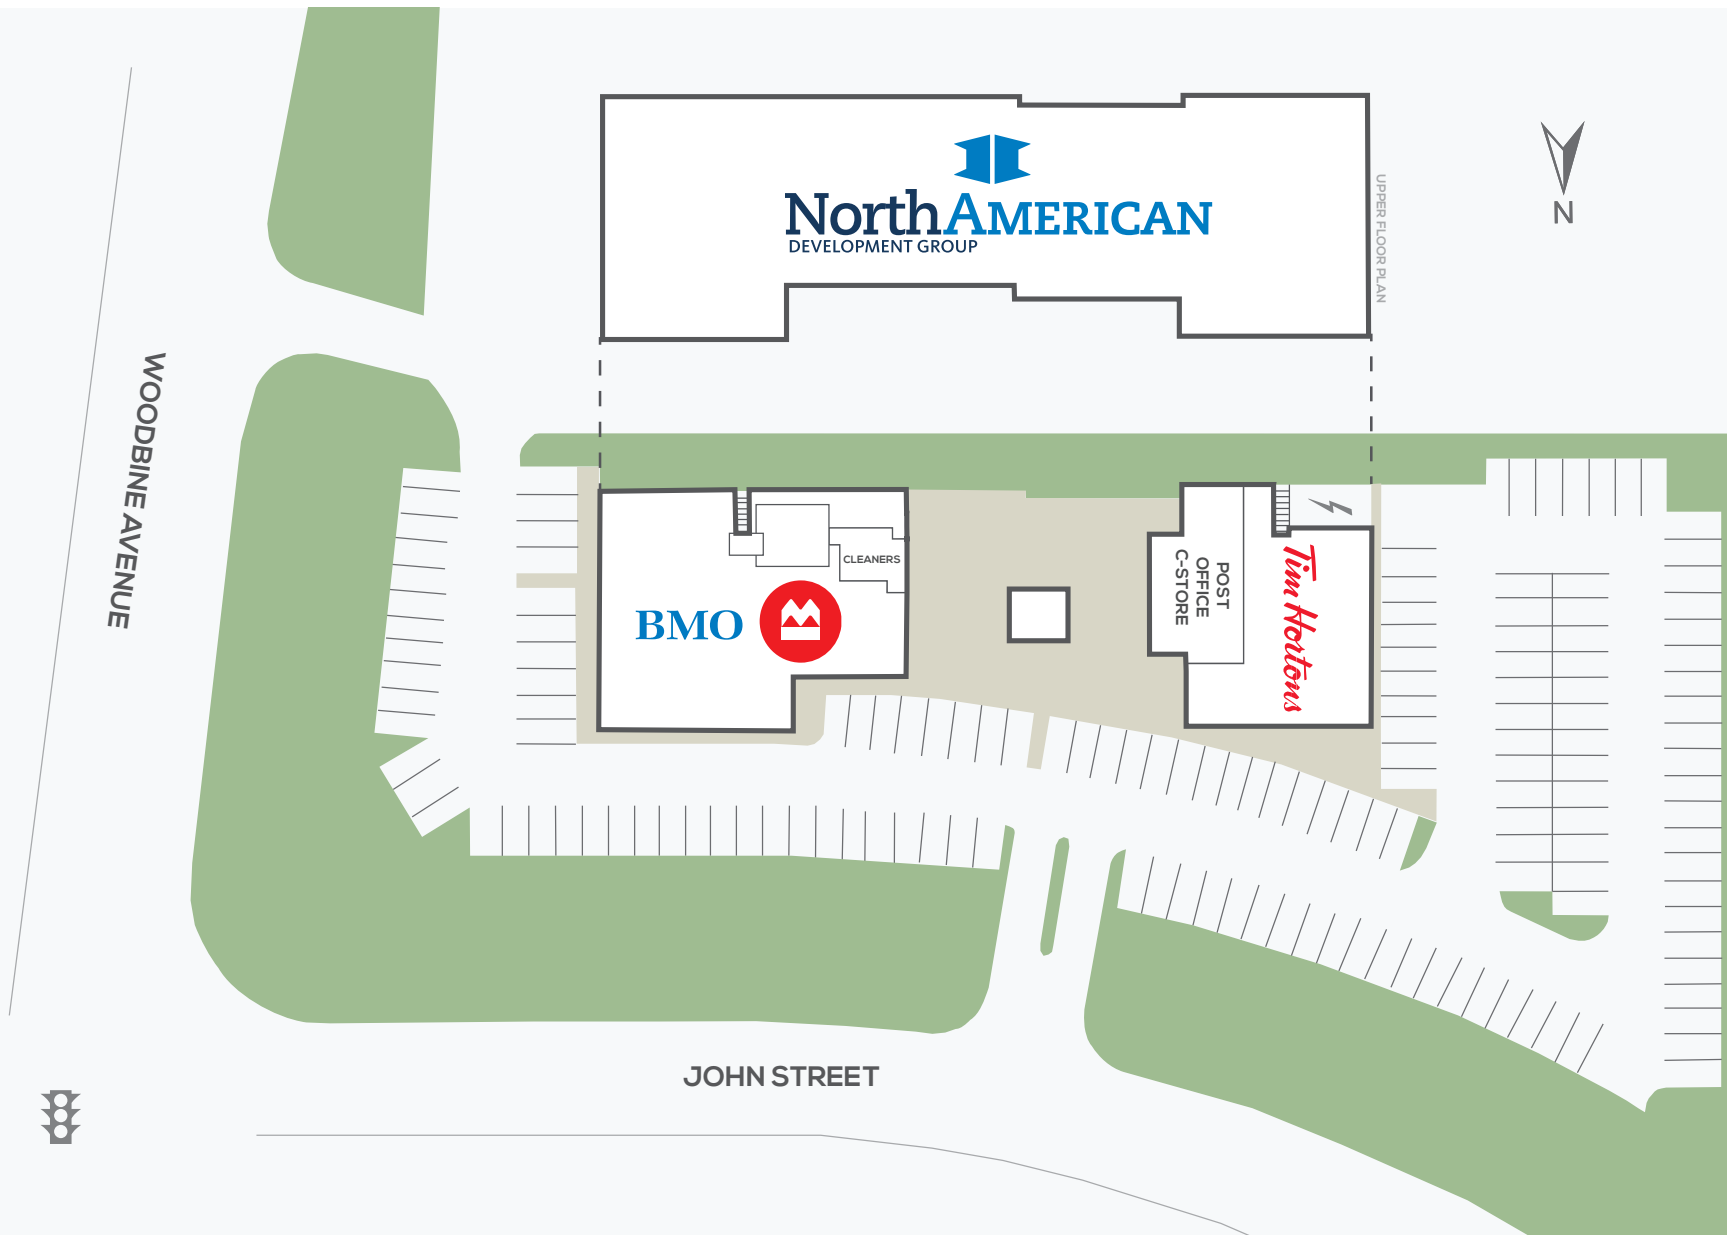 NorthAMERICAN
DEVELOPMENT GROUP
UPPER FLOOR PLAN
N
WOODBINE AVENUE
CLEANERS
BMO
POST
OFFICE
C-STORE
Tim Hortons
JOHN STREET